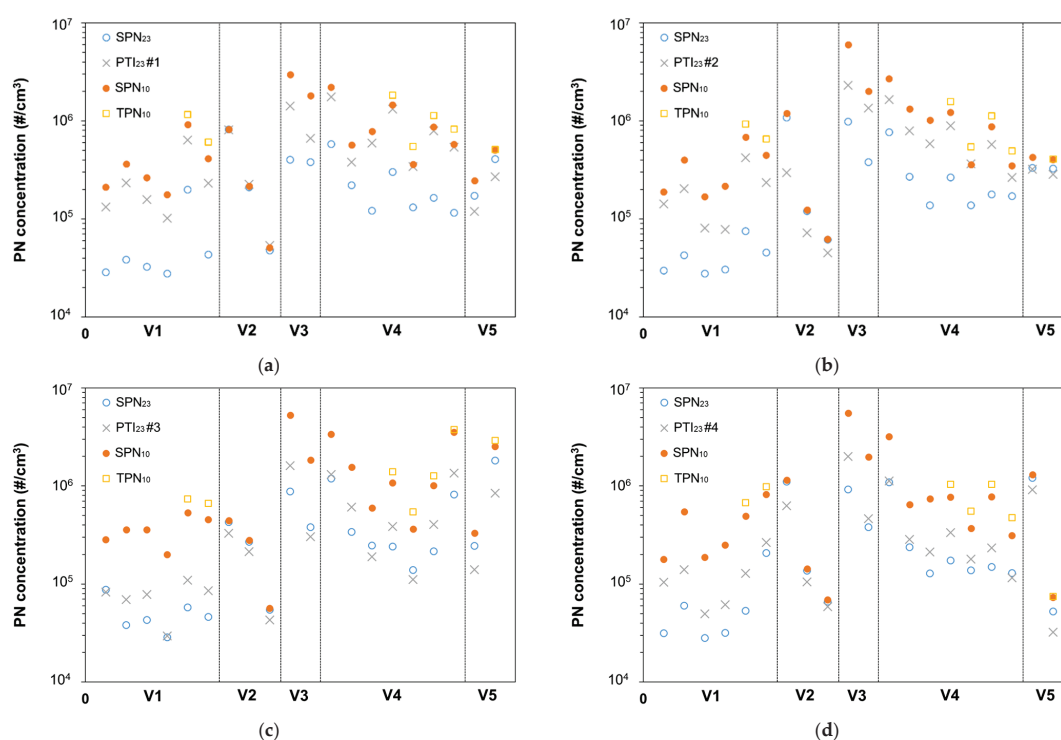 PN concentration (#/cm³)
10⁷
10⁶
10⁵
10⁴
SPN₂₃
PTI₂₃#1
SPN₁₀
TPN₁₀
0 V1 V2 V3 V4 V5
(a)
PN concentration (#/cm³)
10⁷
10⁶
10⁵
10⁴
SPN₂₃
PTI₂₃#2
SPN₁₀
TPN₁₀
0 V1 V2 V3 V4 V5
(b)
PN concentration (#/cm³)
10⁷
10⁶
10⁵
10⁴
SPN₂₃
PTI₂₃#3
SPN₁₀
TPN₁₀
0 V1 V2 V3 V4 V5
(c)
PN concentration (#/cm³)
10⁷
10⁶
10⁵
10⁴
SPN₂₃
PTI₂₃#4
SPN₁₀
TPN₁₀
0 V1 V2 V3 V4 V5
(d)